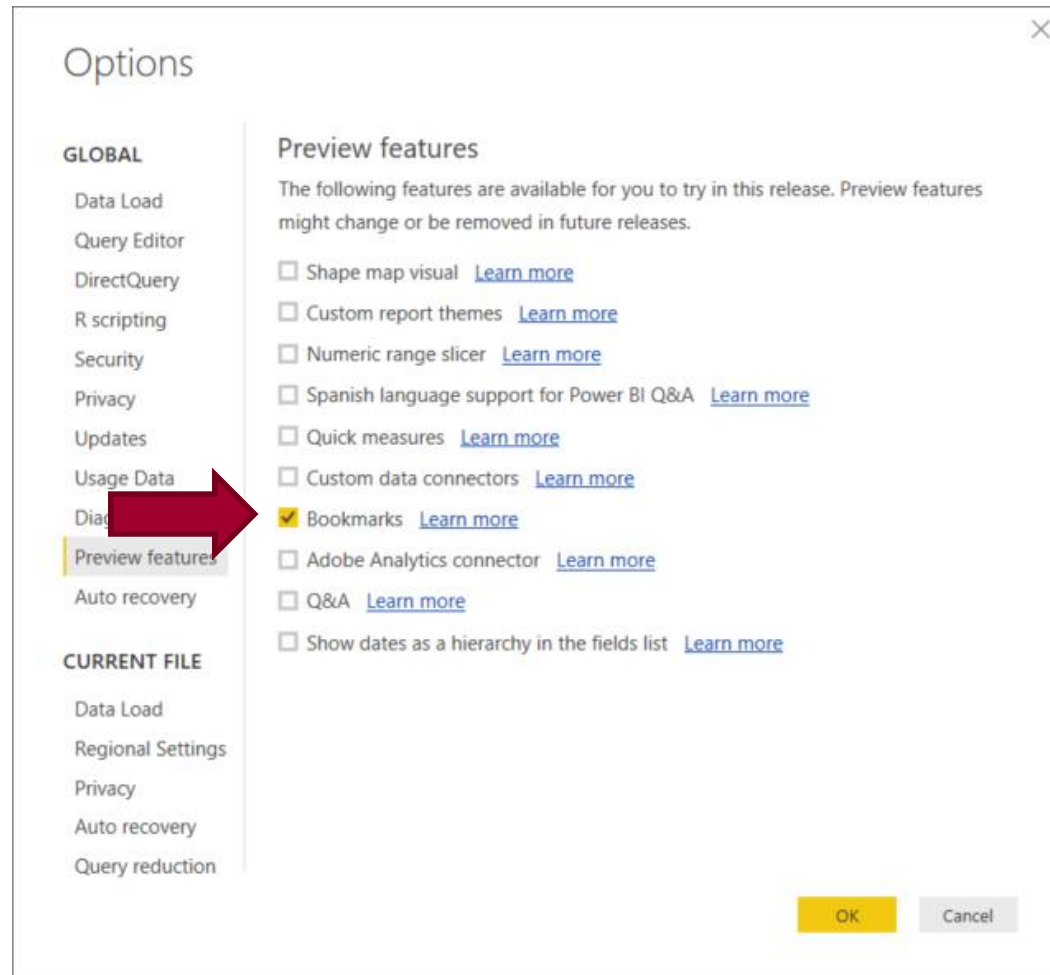 Options
GLOBAL
Data Load
Query Editor
DirectQuery
R scripting
Security
Privacy
Updates
Usage Data
Preview features
Auto recovery
CURRENT FILE
Data Load
Regional Settings
Privacy
Auto recovery
Query reduction
Preview features
The following features are available for you to try in this release. Preview features
might change or be removed in future releases.
Shape map visual Learn more
Custom report themes Learn more
Numeric range slicer Learn more
Spanish language support for Power BI Q&A Learn more
Quick measures Learn more
Custom data connectors Learn more
Bookmarks Learn more
Adobe Analytics connector Learn more
Q&A Learn more
Show dates as a hierarchy in the fields list Learn more
OK Cancel